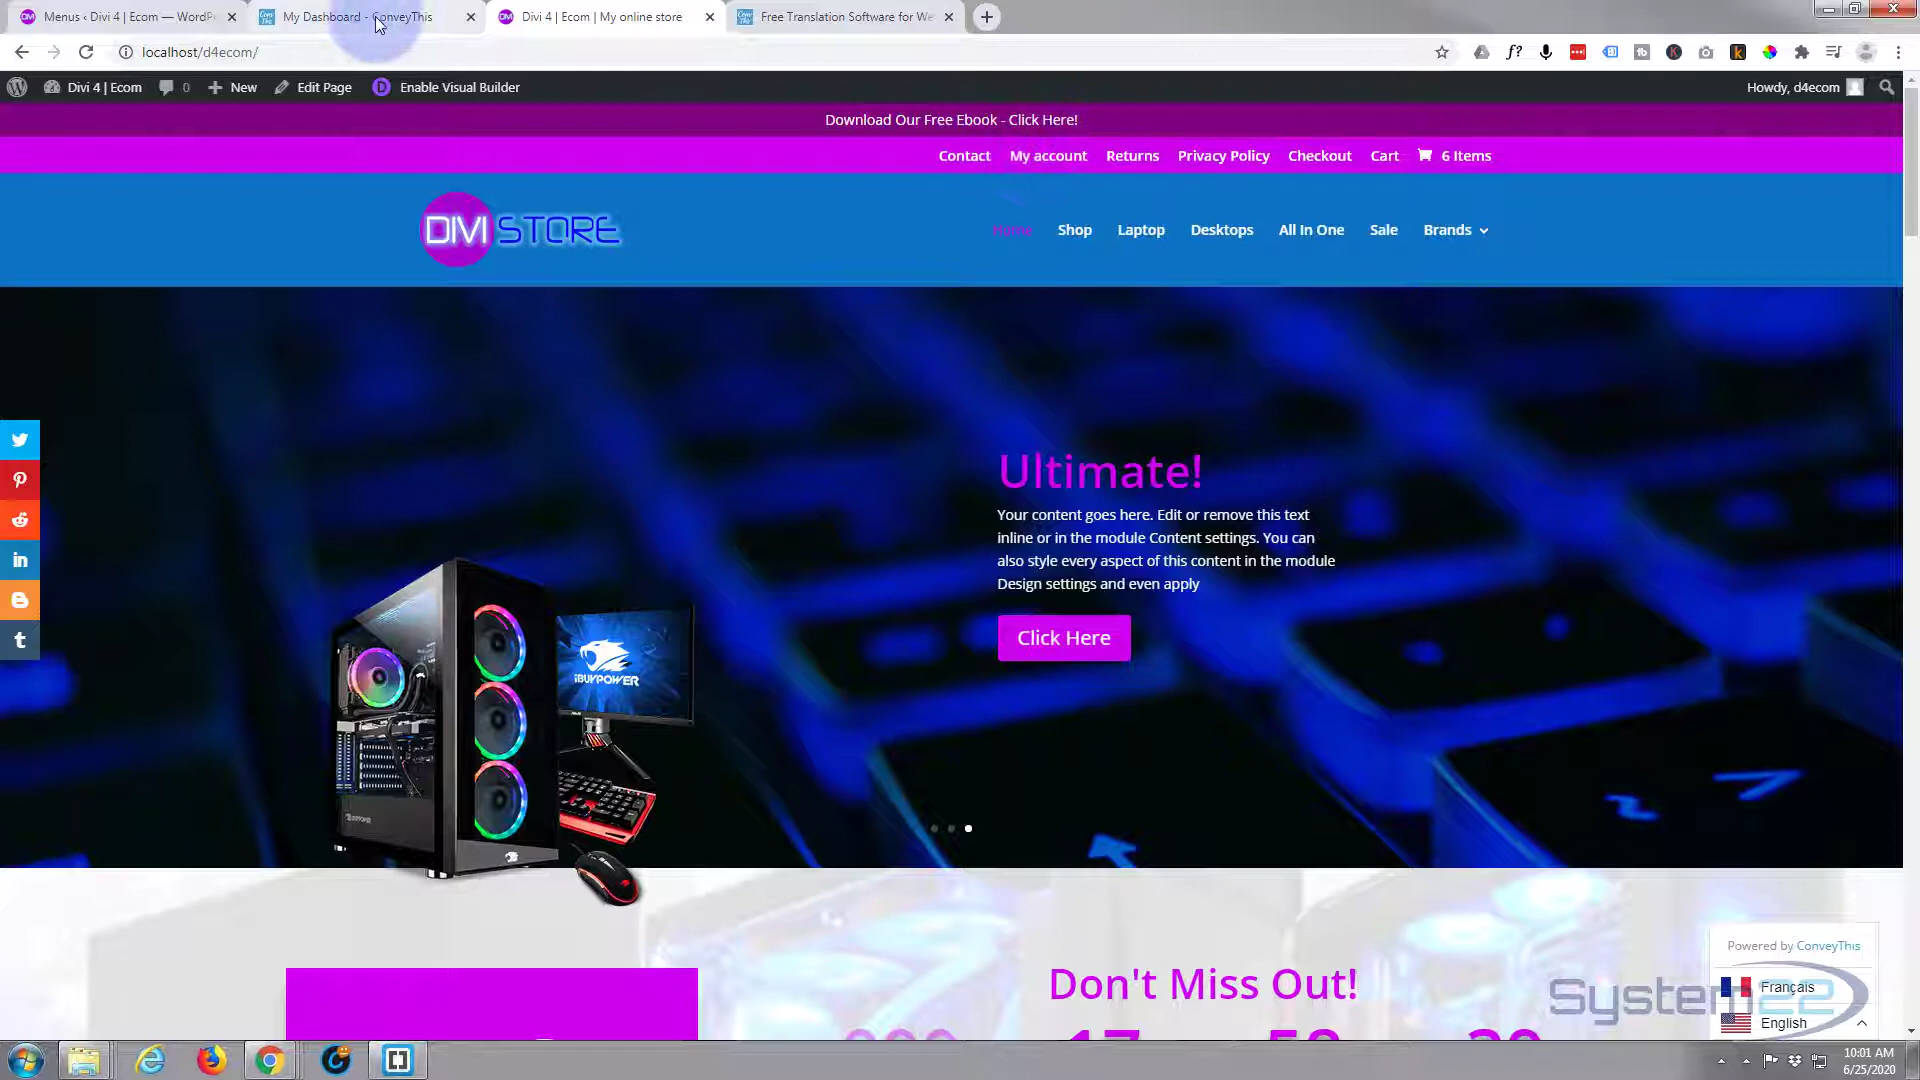 Menus ‹ Divi 4 | Ecom — WordPr
My Dashboard - ConveyThis
Divi 4 | Ecom | My online store
Free Translation Software for We
localhost/d4ecom/
Divi 4 | Ecom
0
New
Edit Page
Enable Visual Builder
Howdy, d4ecom
Download Our Free Ebook - Click Here!
Contact
My account
Returns
Privacy Policy
Checkout
Cart
6 Items
DIVI STORE
Home
Shop
Laptop
Desktops
All In One
Sale
Brands
Ultimate!
Your content goes here. Edit or remove this text
inline or in the module Content settings. You can
also style every aspect of this content in the module
Design settings and even apply
Click Here
iBUYPOWER
Don't Miss Out!
Powered by ConveyThis
Français
English
System22
10:01 AM
6/25/2020